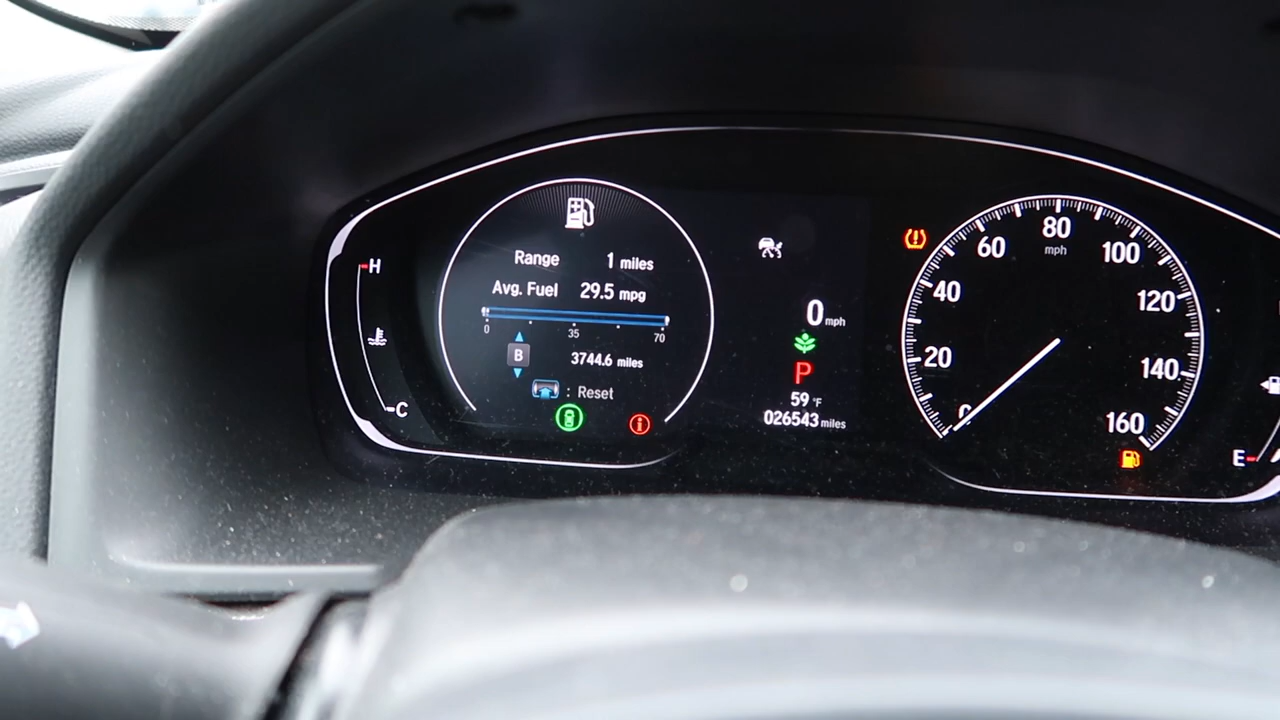 H
C
Range 1 miles
Avg. Fuel 29.5 mpg
0 35 70
B 3744.6 miles
: Reset
i
0 mph
P
59 °F
026543 miles
0
20
40
60
80
mph
100
120
140
160
E